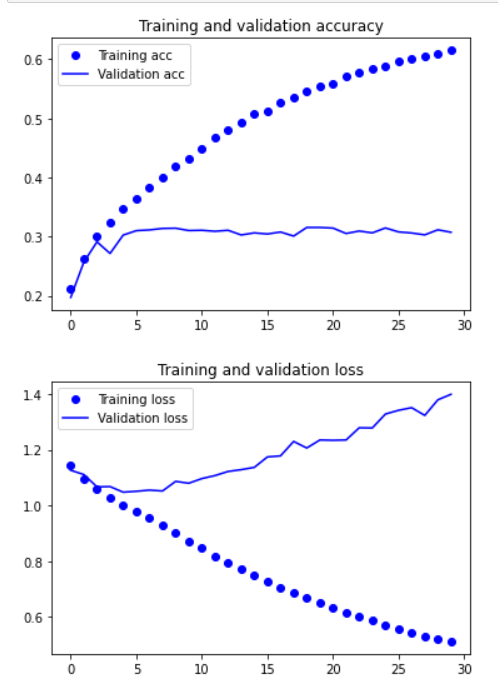 Training and validation accuracy
Training acc
Validation acc
0.6
0.5
0.4
0.3
0.2
0 5 10 15 20 25 30
Training and validation loss
Training loss
Validation loss
1.4
1.2
1.0
0.8
0.6
0 5 10 15 20 25 30